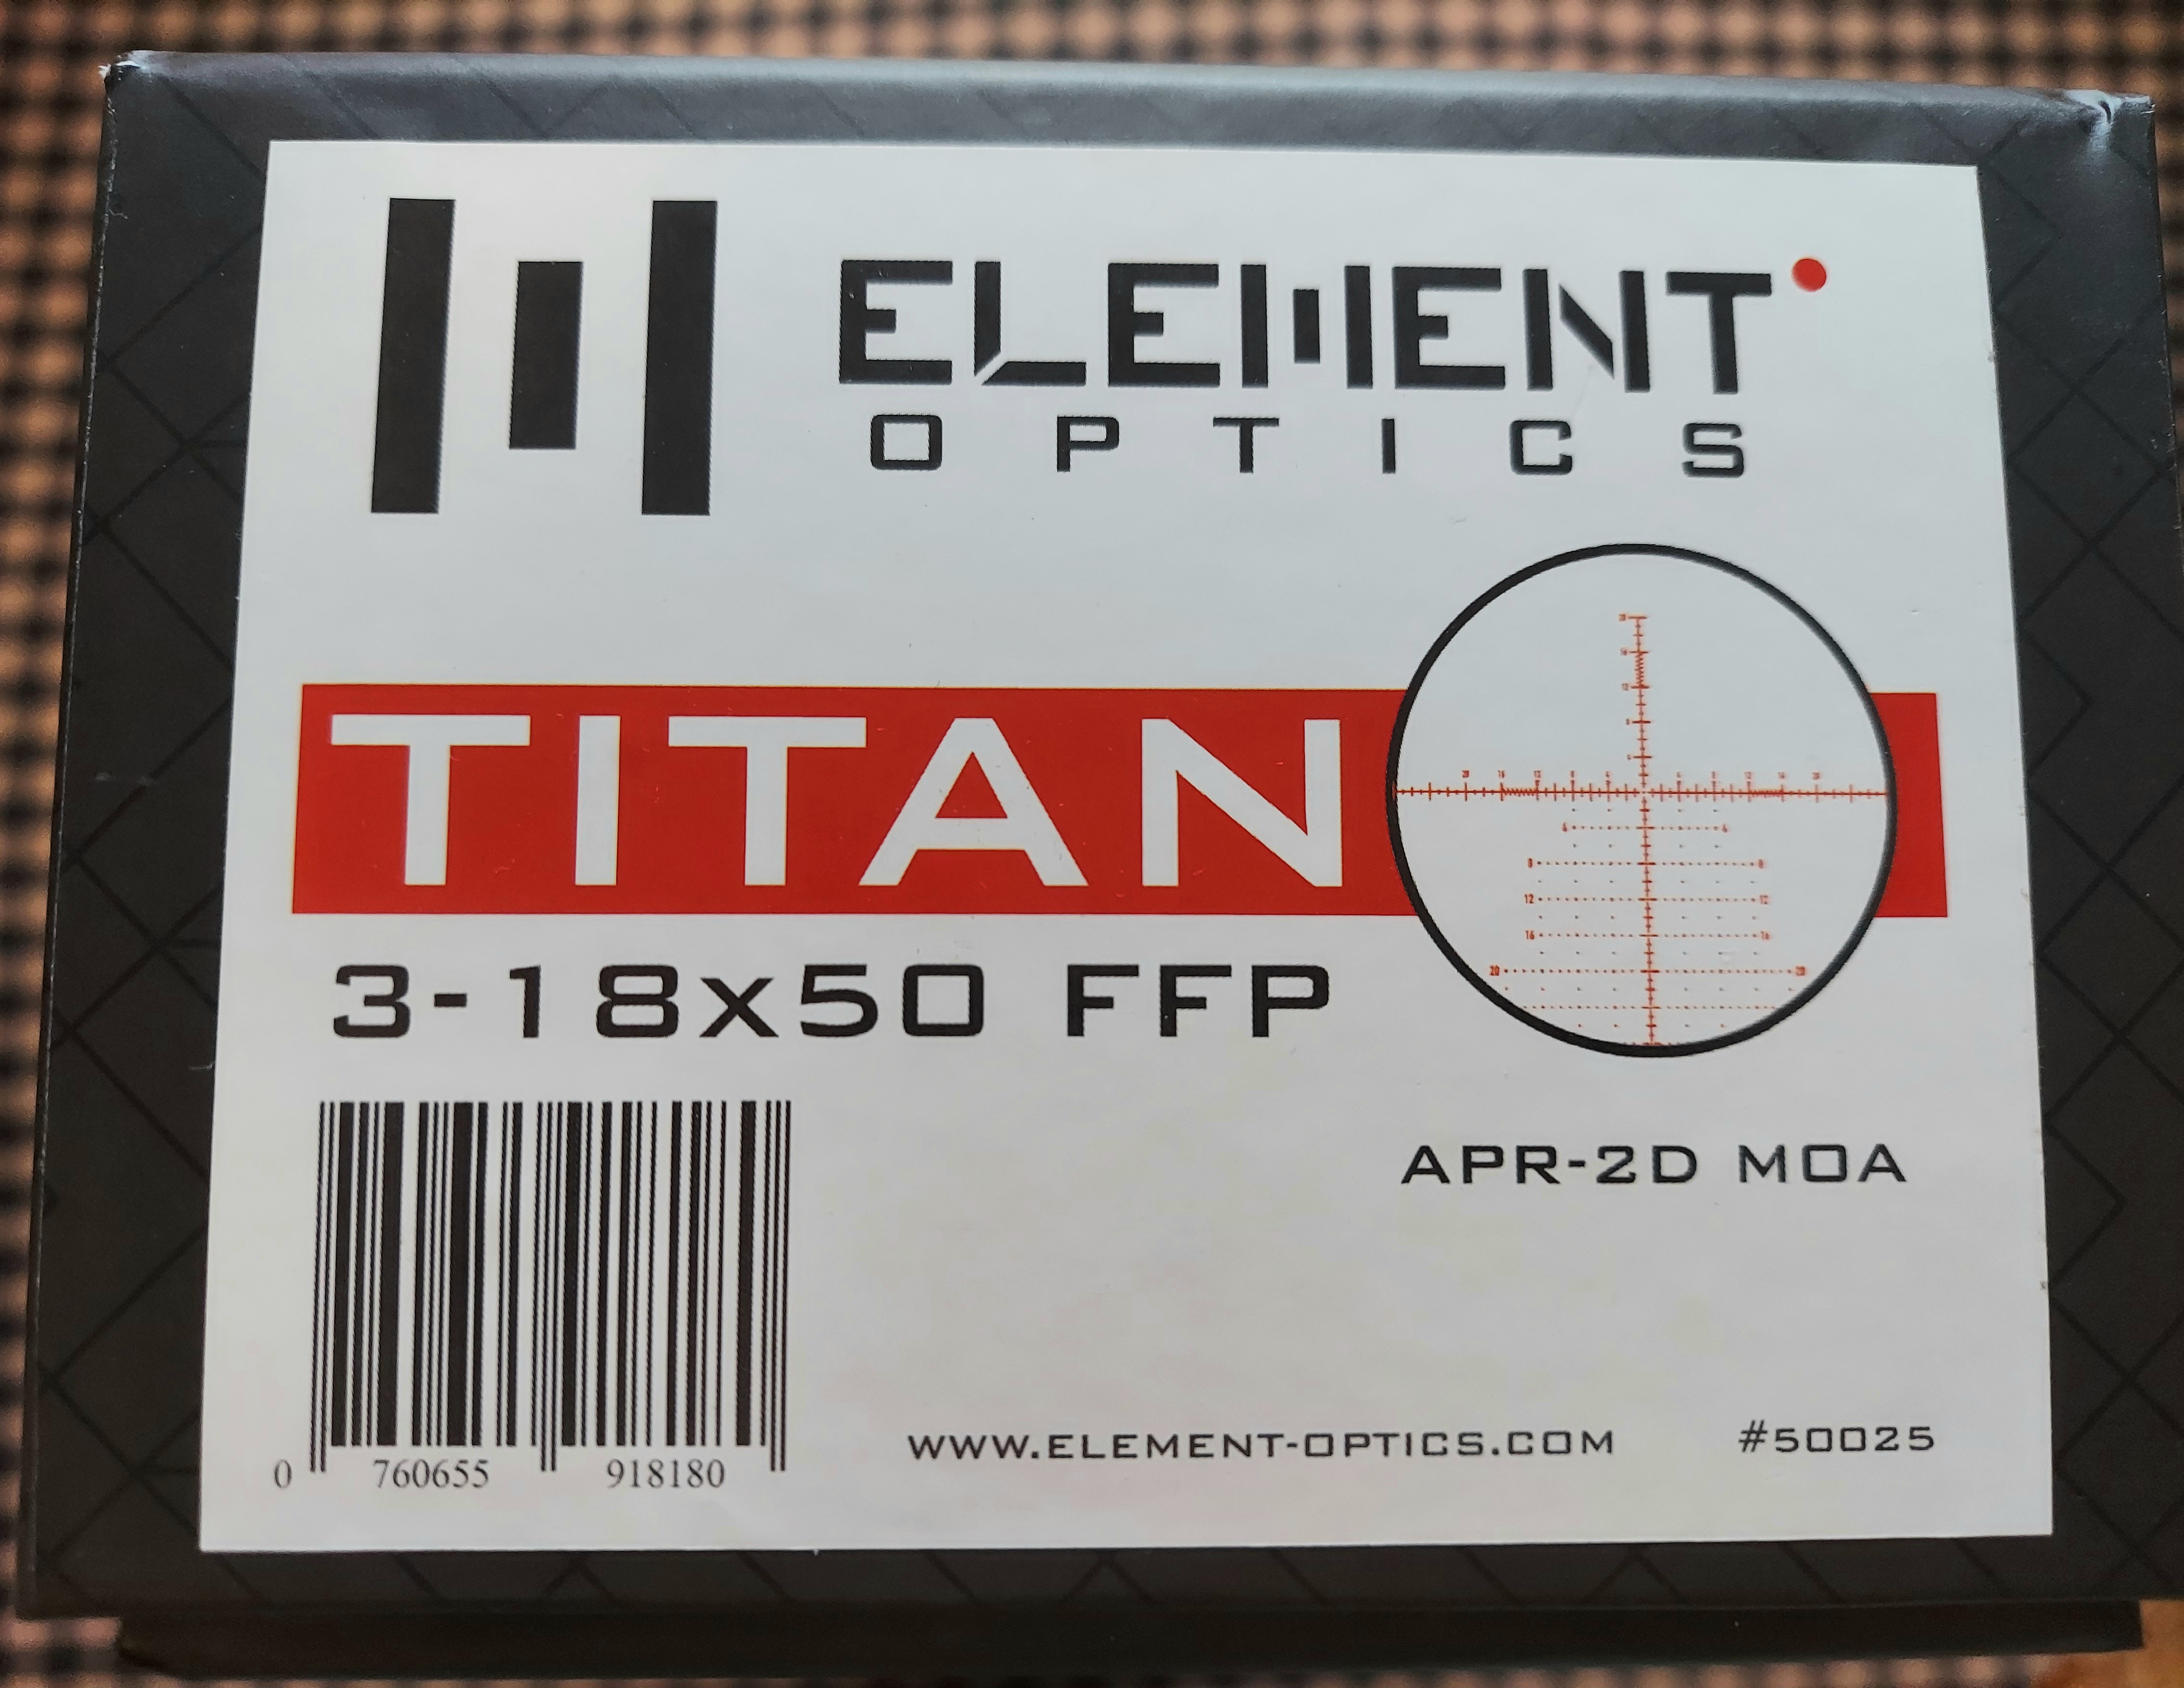 ELEMENT
OPTICS
TITAN
3-18x50 FFP
APR-2D MOA
0 760655 918180
WWW.ELEMENT-OPTICS.COM #50025